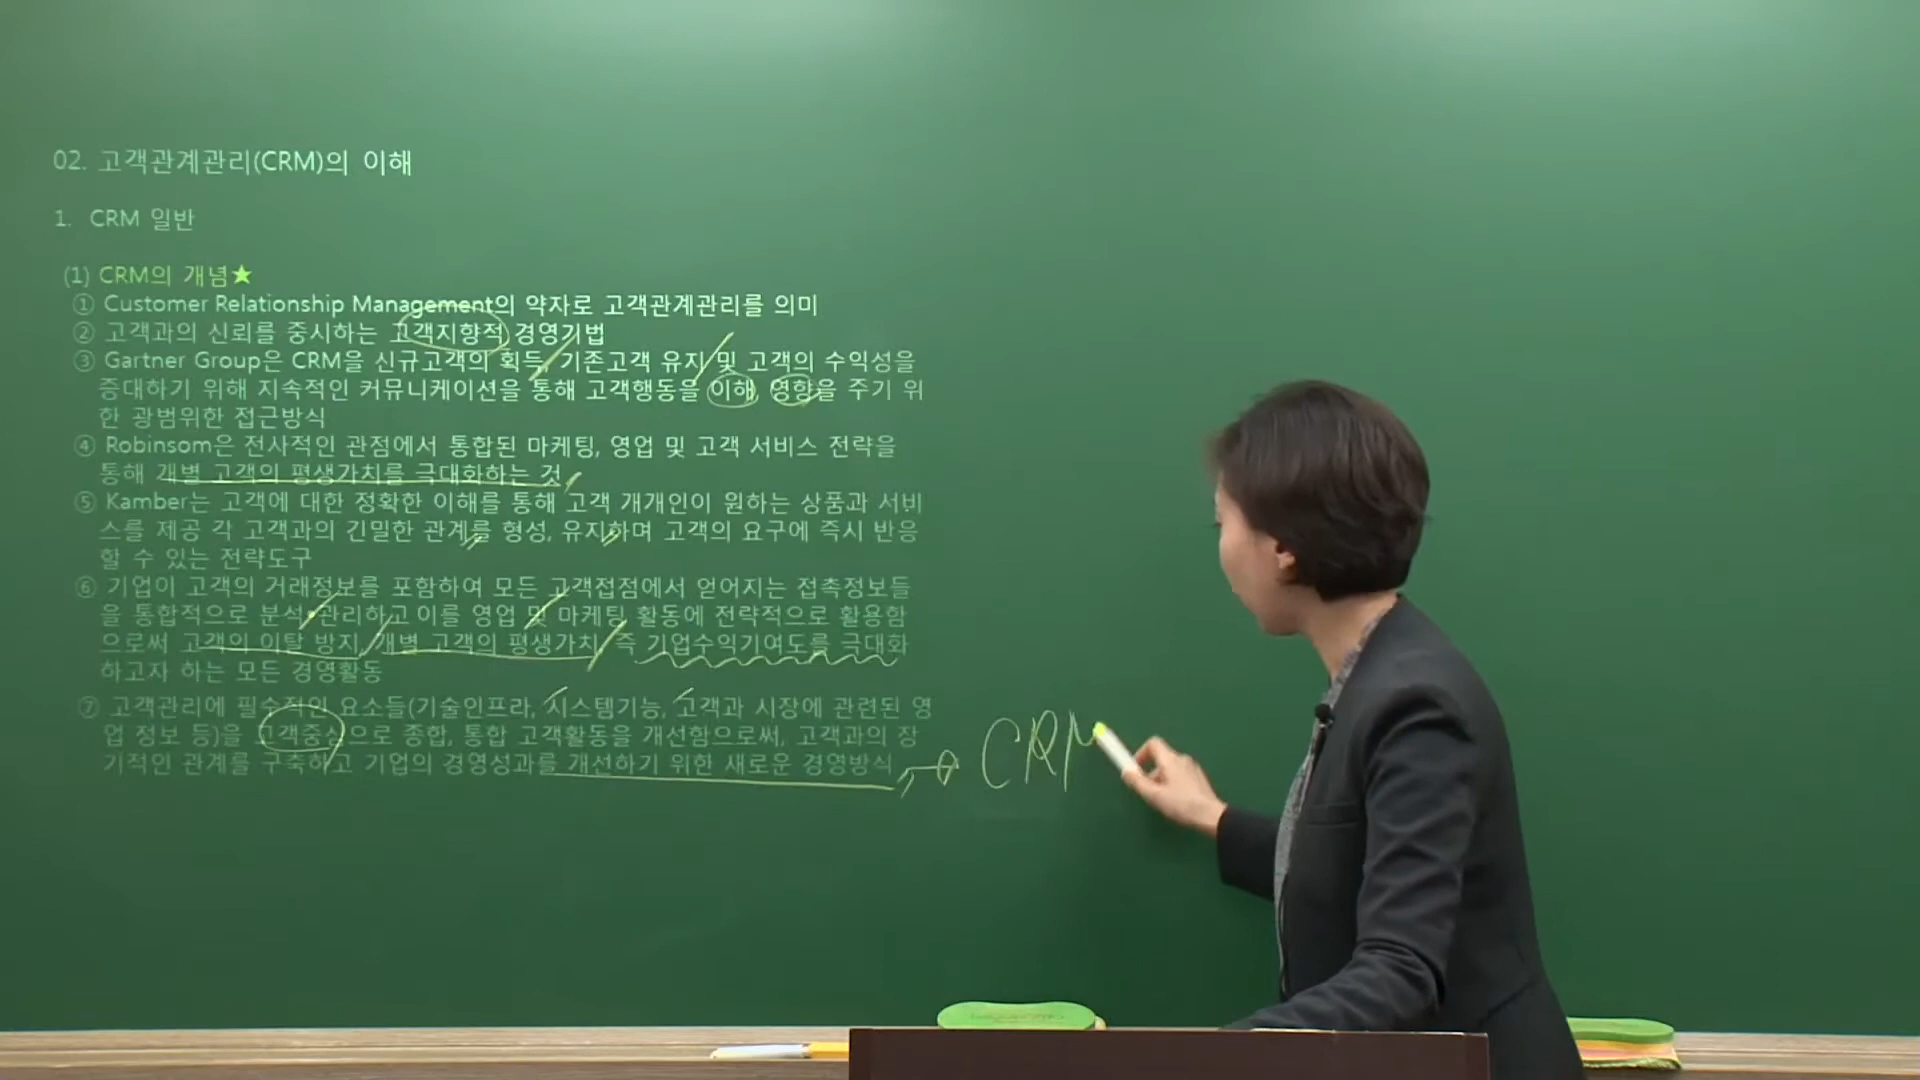 02. 고객관계관리(CRM)의 이해
1. CRM 일반
(1) CRM의 개념★
① Customer Relationship Management의 약자로 고객관계관리를 의미
② 고객과의 신뢰를 중시하는 고객지향적 경영기법
③ Gartner Group은 CRM을 신규고객의 획득, 기존고객 유지 및 고객의 수익성을
증대하기 위해 지속적인 커뮤니케이션을 통해 고객행동을 이해, 영향을 주기 위
한 광범위한 접근방식
④ Robinsom은 전사적인 관점에서 통합된 마케팅, 영업 및 고객 서비스 전략을
통해 개별 고객의 평생가치를 극대화하는 것
⑤ Kamber는 고객에 대한 정확한 이해를 통해 고객 개개인이 원하는 상품과 서비
스를 제공 각 고객과의 긴밀한 관계를 형성, 유지하며 고객의 요구에 즉시 반응
할 수 있는 전략도구
⑥ 기업이 고객의 거래정보를 포함하여 모든 고객접점에서 얻어지는 접촉정보들
을 통합적으로 분석•관리하고 이를 영업 및 마케팅 활동에 전략적으로 활용함
으로써 고객의 이탈 방지, 개별 고객의 평생가치, 즉 기업수익기여도를 극대화
하고자 하는 모든 경영활동
⑦ 고객관리에 필수적인 요소들(기술인프라, 시스템기능, 고객과 시장에 관련된 영
업 정보 등)을 고객중심으로 종합, 통합 고객활동을 개선함으로써, 고객과의 장
기적인 관계를 구축하고 기업의 경영성과를 개선하기 위한 새로운 경영방식
CRM